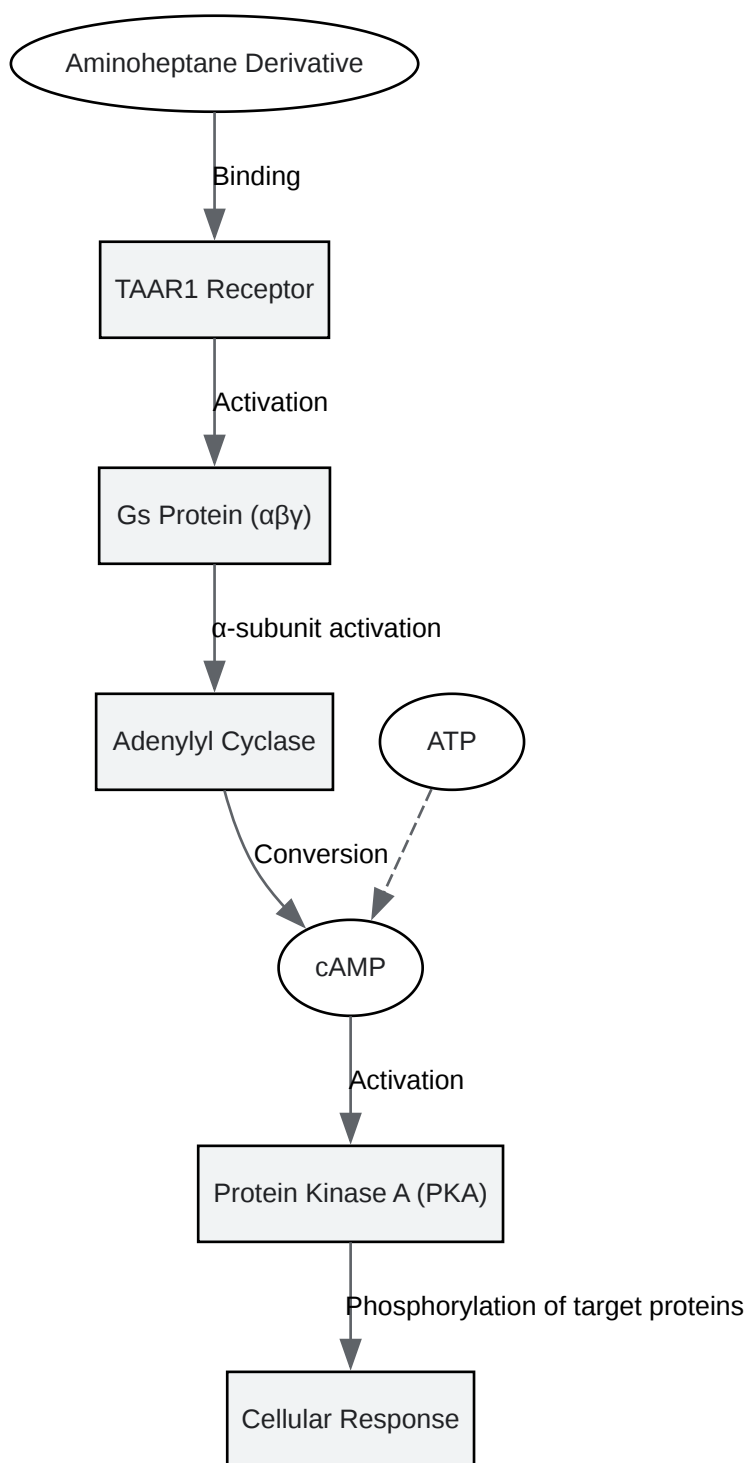 Aminoheptane Derivative
Binding
TAAR1 Receptor
Activation
Gs Protein (αβγ)
α-subunit activation
Adenylyl Cyclase
ATP
Conversion
cAMP
Activation
Protein Kinase A (PKA)
Phosphorylation of target proteins
Cellular Response